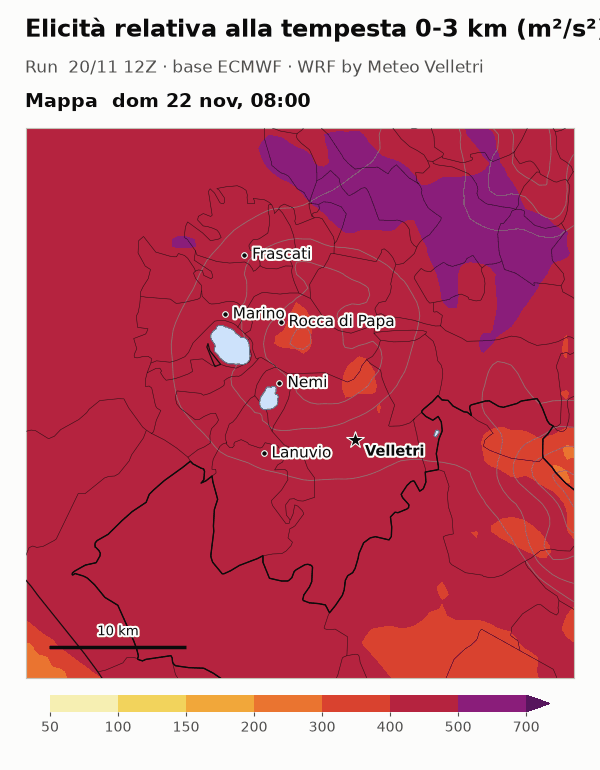 Elicità relativa alla tempesta 0-3 km (m²/s²)
Run 20/11 12Z · base ECMWF · WRF by Meteo Velletri
Mappa dom 22 nov, 08:00
Frascati
Marino
Rocca di Papa
Nemi
Lanuvio
Velletri
10 km
50 100 150 200 300 400 500 700